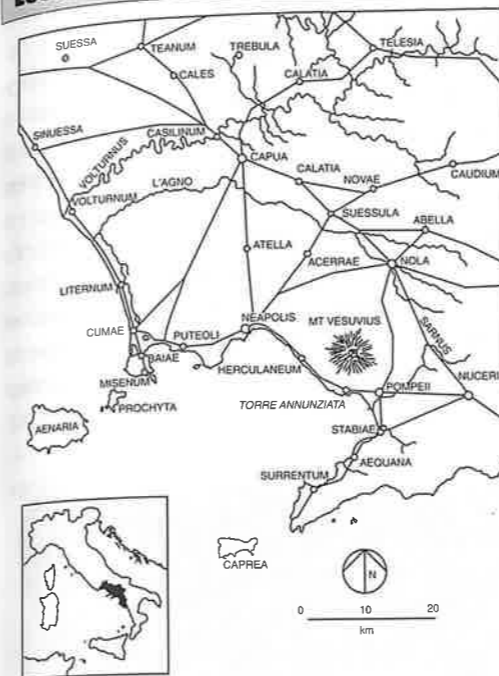 SUESSA
TEANUM
TREBULA
TELESIA
CALES
CALATIA
SINUESSA
CASILINUM
VOLTURNUS
CAPUA
CALATIA
NOVAE
CAUDIUM
L'AGNO
VOLTURNUM
SUESSULA
ABELLA
ATELLA
ACERRAE
NOLA
LITERNUM
CUMAE
PUTEOLI
NEAPOLIS
MT VESUVIUS
SARNUS
BAIAE
HERCULANEUM
MISENUM
PROCHYTA
POMPEII
NUCERI
TORRE ANNUNZIATA
AENARIA
STABIAE
AEQUANA
SURRENTUM
CAPREA
N
0 10 20
km